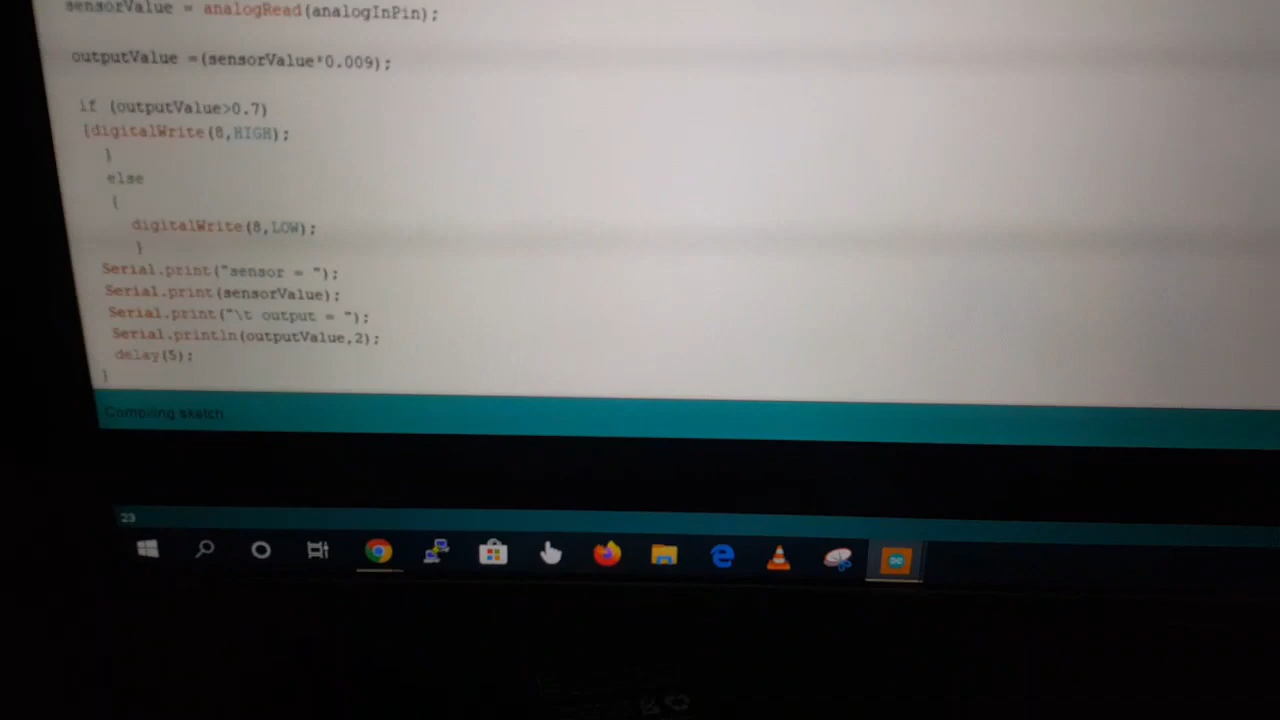 sensorValue = analogRead(analogInPin);
outputValue =(sensorValue*0.009);
if (outputValue>0.7)
{digitalWrite(8,HIGH);
}
else
{
digitalWrite(8,LOW);
}
Serial.print("sensor = ");
Serial.print(sensorValue);
Serial.print("\t output = ");
Serial.println(outputValue,2);
delay(5);
}
Compiling sketch
23